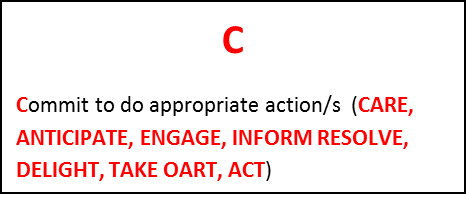 C
Commit to do appropriate action/s (CARE,
ANTICIPATE, ENGAGE, INFORM RESOLVE,
DELIGHT, TAKE OART, ACT)